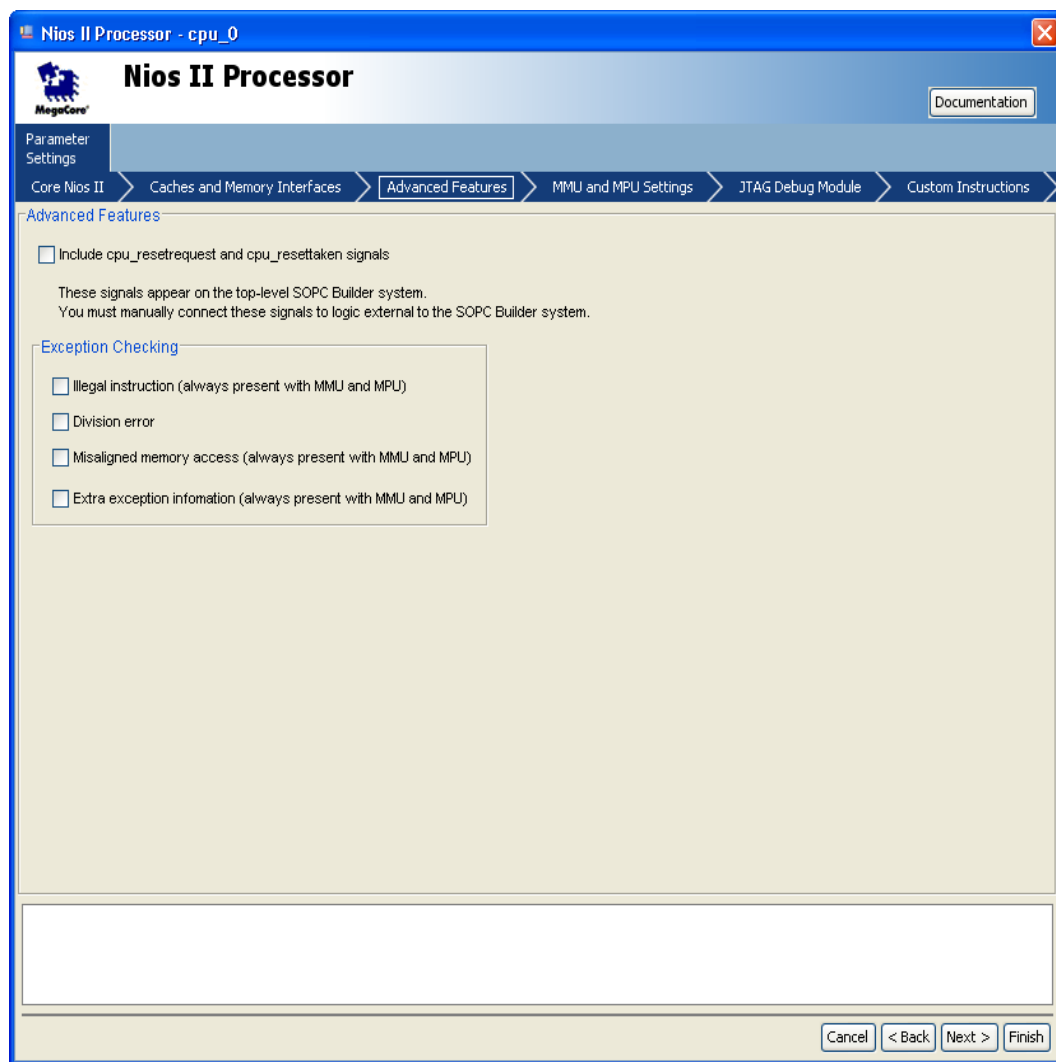 Nios II Processor - cpu_0
MegaCore®
Nios II Processor
Documentation
Parameter
Settings
Core Nios II
Caches and Memory Interfaces
Advanced Features
MMU and MPU Settings
JTAG Debug Module
Custom Instructions
Advanced Features
Include cpu_resetrequest and cpu_resettaken signals
These signals appear on the top-level SOPC Builder system.
You must manually connect these signals to logic external to the SOPC Builder system.
Exception Checking
Illegal instruction (always present with MMU and MPU)
Division error
Misaligned memory access (always present with MMU and MPU)
Extra exception infomation (always present with MMU and MPU)
Cancel
< Back
Next >
Finish